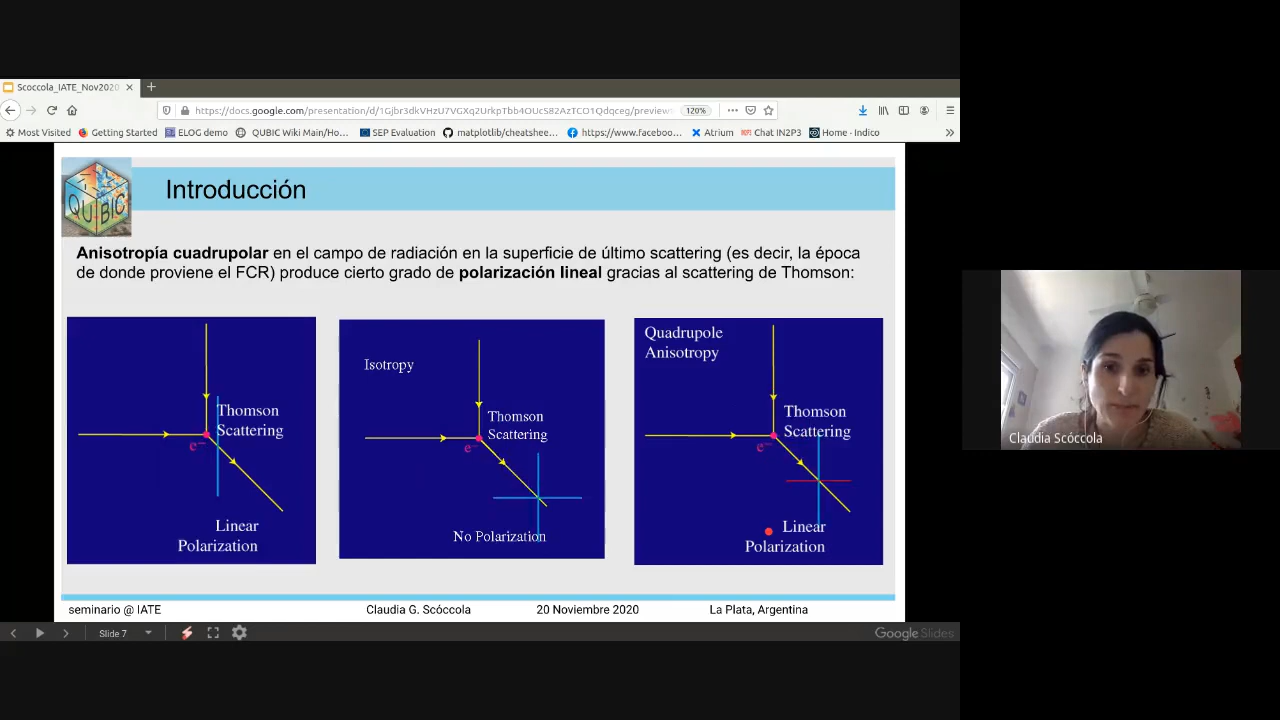 Scoccola_IATE_Nov2020
https://docs.google.com/presentation/d/1Gjbr3dkVHzU7VGXq2UrkpTbb4OUcS82AzTCO1Qdqceg/preview
120%
Most Visited Getting Started ELOG demo QUBIC Wiki Main/Ho... SEP Evaluation matplotlib/cheatshee... https://www.faceboo... Atrium Chat IN2P3 Home · Indico
QUBIC
Introducción
Anisotropía cuadrupolar en el campo de radiación en la superficie de último scattering (es decir, la época
de donde proviene el FCR) produce cierto grado de polarización lineal gracias al scattering de Thomson:
Thomson
Scattering
e−
Linear
Polarization
Isotropy
Thomson
Scattering
e−
No Polarization
Quadrupole
Anisotropy
Thomson
Scattering
e−
Linear
Polarization
seminario @ IATE Claudia G. Scóccola 20 Noviembre 2020 La Plata, Argentina
Slide 7
Google Slides
Claudia Scóccola